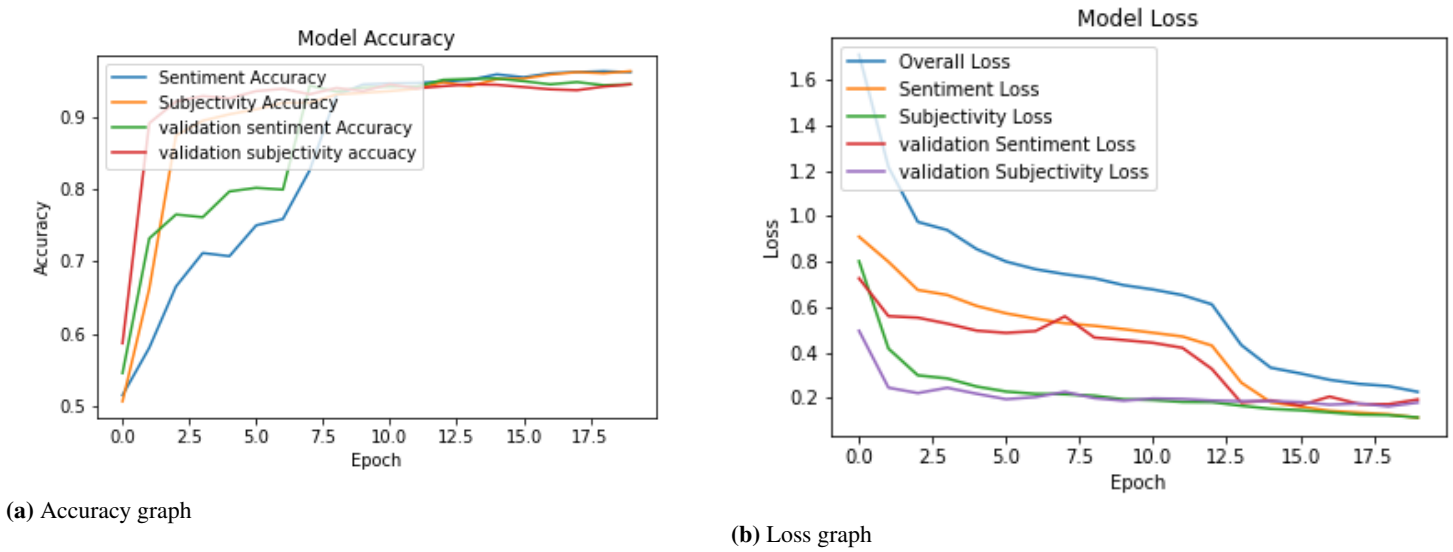 Model Accuracy
Sentiment Accuracy
Subjectivity Accuracy
validation sentiment Accuracy
validation subjectivity accuacy
0.9
0.8
0.7
0.6
0.5
Accuracy
0.0 2.5 5.0 7.5 10.0 12.5 15.0 17.5
Epoch
(a) Accuracy graph
Model Loss
Overall Loss
Sentiment Loss
Subjectivity Loss
validation Sentiment Loss
validation Subjectivity Loss
1.6
1.4
1.2
1.0
0.8
0.6
0.4
0.2
Loss
0.0 2.5 5.0 7.5 10.0 12.5 15.0 17.5
Epoch
(b) Loss graph